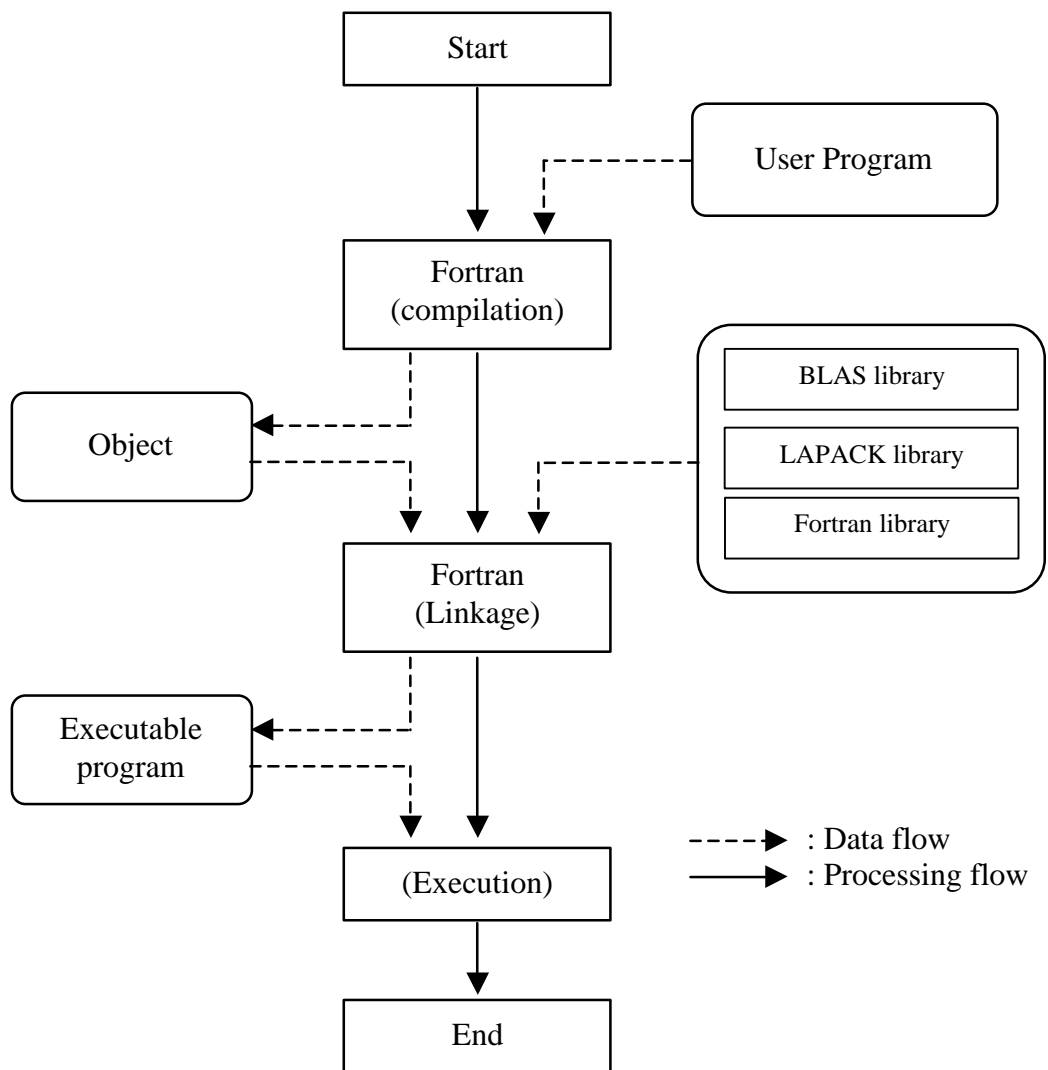 Start
User Program
Fortran
(compilation)
BLAS library
Object
LAPACK library
Fortran library
Fortran
(Linkage)
Executable
program
: Data flow
(Execution)
: Processing flow
End